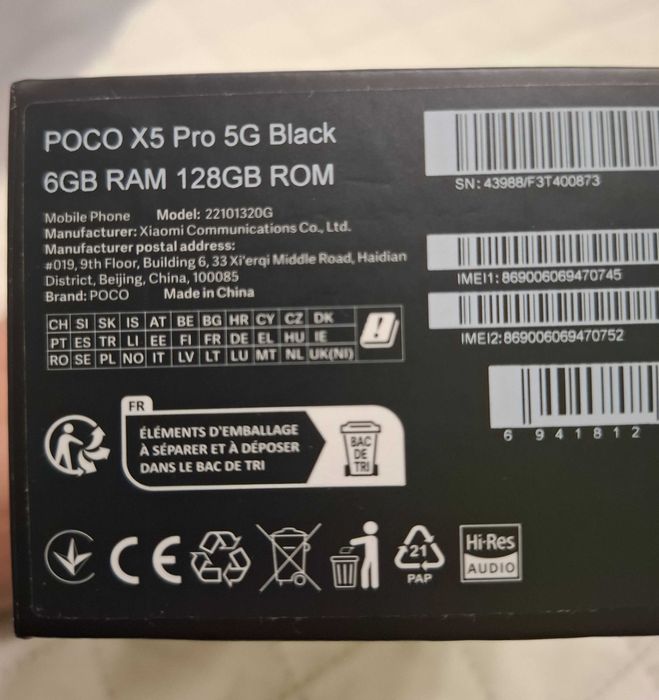 POCO X5 Pro 5G Black
6GB RAM 128GB ROM
Mobile Phone Model: 22101320G
Manufacturer: Xiaomi Communications Co., Ltd.
Manufacturer postal address:
#019, 9th Floor, Building 6, 33 Xi'erqi Middle Road, Haidian
District, Beijing, China, 100085
Brand: POCO Made in China
CH SI SK IS AT BE BG HR CY CZ DK
PT ES TR LI EE FI FR DE EL HU IE
RO SE PL NO IT LV LT LU MT NL UK(NI)
SN: 43988/F3T400873
IMEI1: 869006069470745
IMEI2: 869006069470752
6 941812
FR
ÉLÉMENTS D'EMBALLAGE
À SÉPARER ET À DÉPOSER
DANS LE BAC DE TRI
BAC
DE
TRI
CE
21
PAP
Hi-Res
AUDIO